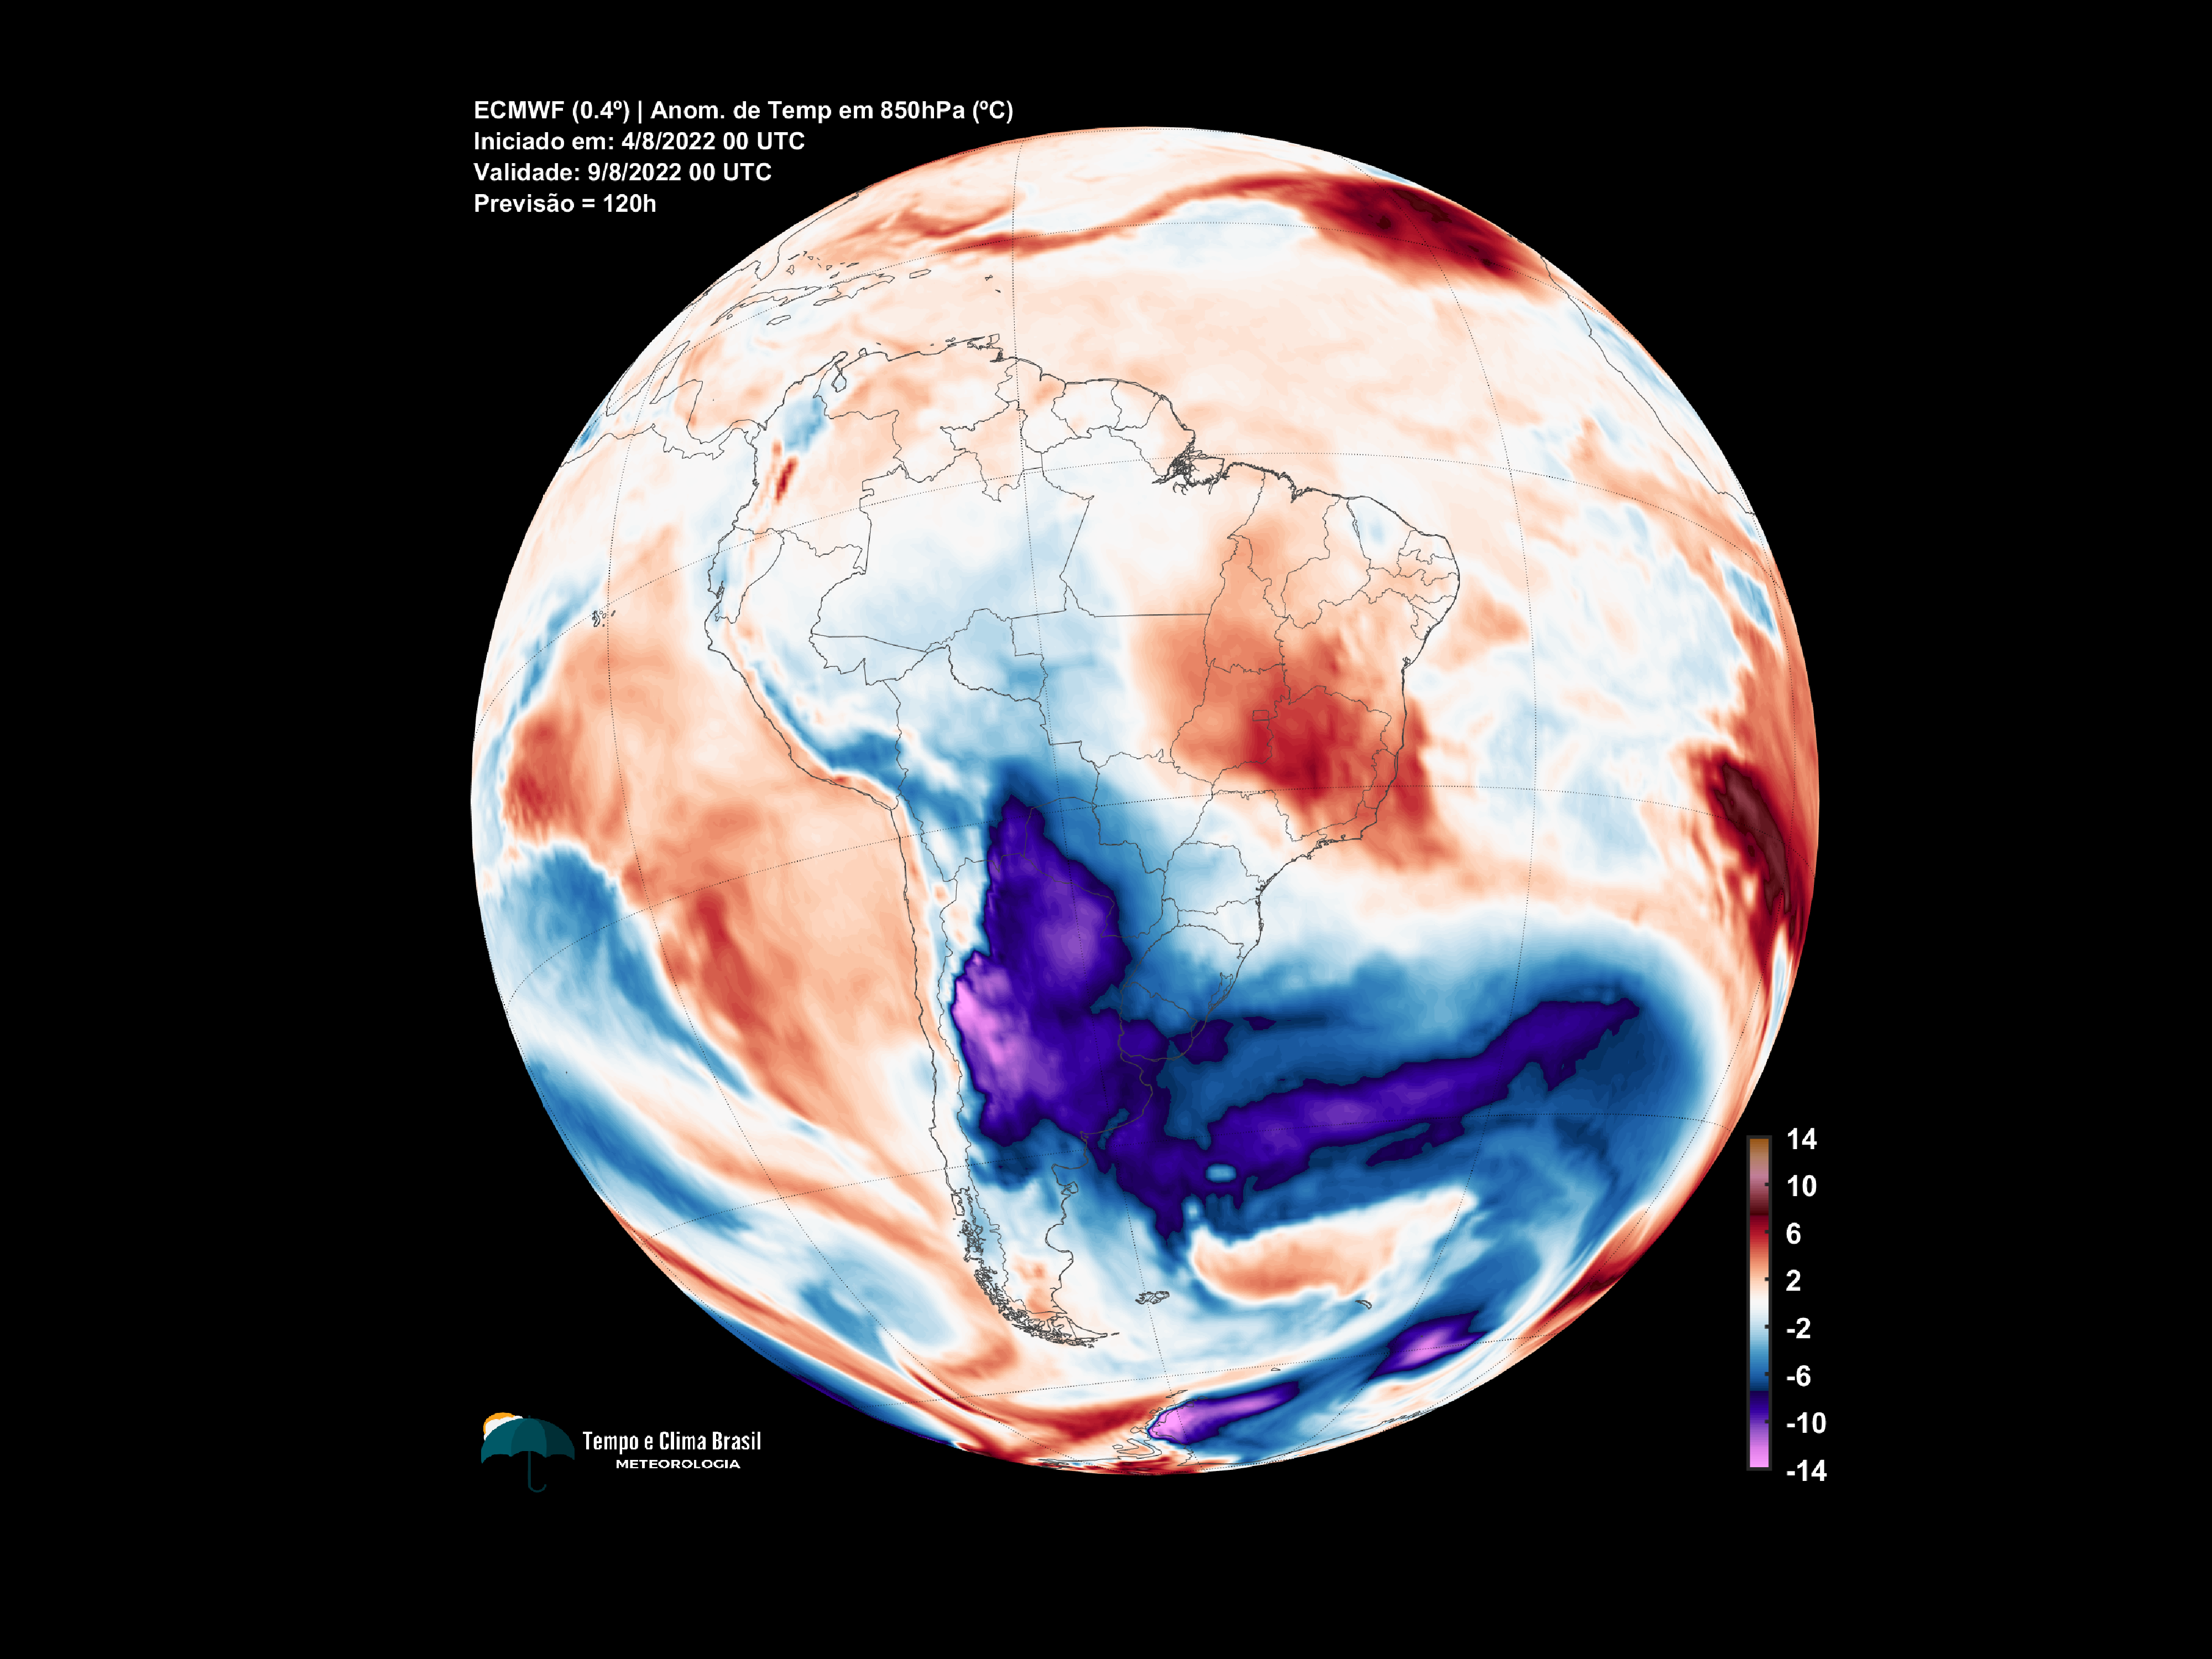 ECMWF (0.4º) | Anom. de Temp em 850hPa (ºC)
Iniciado em: 4/8/2022 00 UTC
Validade: 9/8/2022 00 UTC
Previsão = 120h
14
10
6
2
-2
-6
-10
-14
Tempo e Clima Brasil
METEOROLOGIA